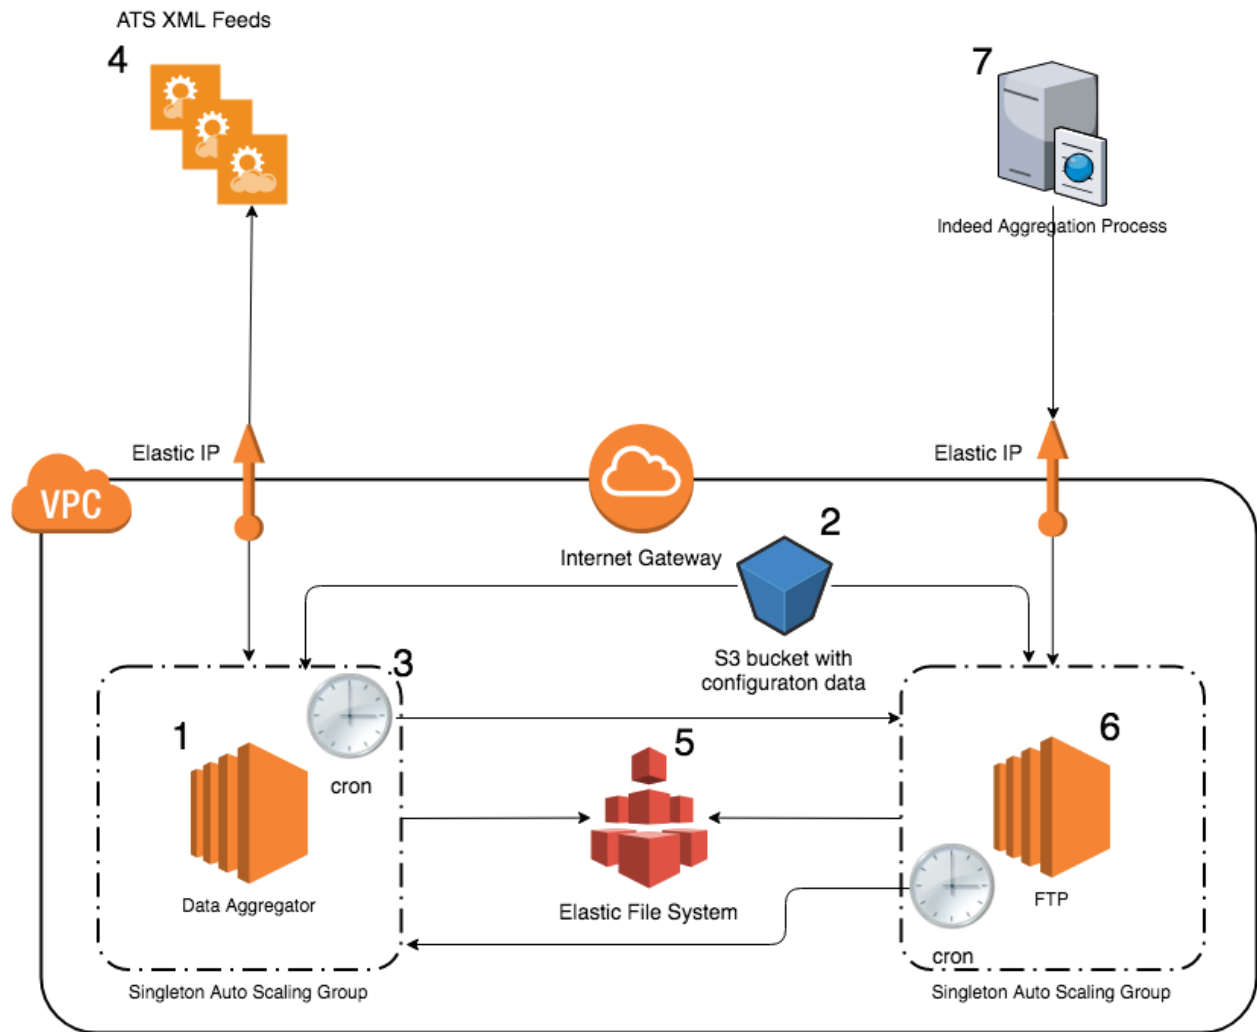 ATS XML Feeds
4
7
Indeed Aggregation Process
Elastic IP
Elastic IP
VPC
2
Internet Gateway
S3 bucket with
configuraton data
3
1
cron
5
6
Data Aggregator
Elastic File System
FTP
cron
Singleton Auto Scaling Group
Singleton Auto Scaling Group